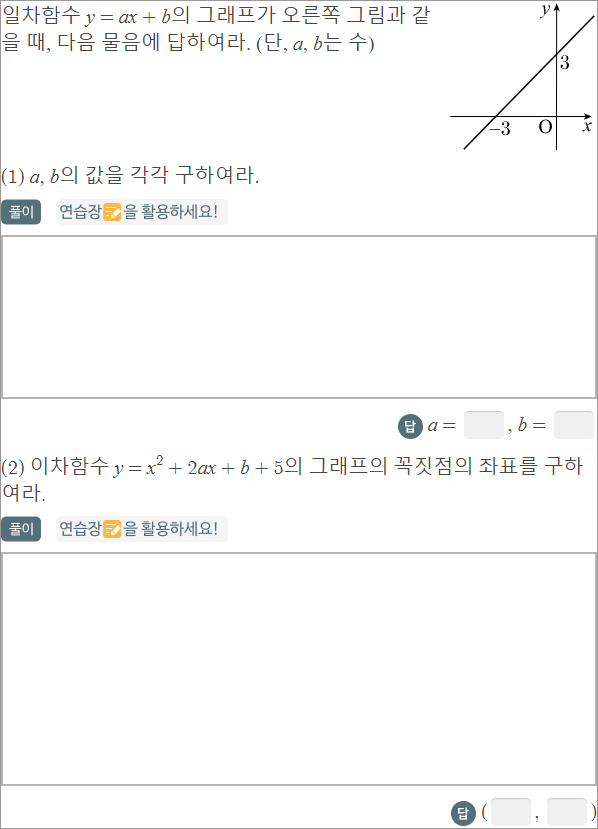 일차함수 y = ax + b의 그래프가 오른쪽 그림과 같
을 때, 다음 물음에 답하여라. (단, a, b는 수)
y
3
−3
O
x
(1) a, b의 값을 각각 구하여라.
풀이 연습장을 활용하세요!
답 a = , b =
(2) 이차함수 y = x² + 2ax + b + 5의 그래프의 꼭짓점의 좌표를 구하
여라.
풀이 연습장을 활용하세요!
답 ( , )